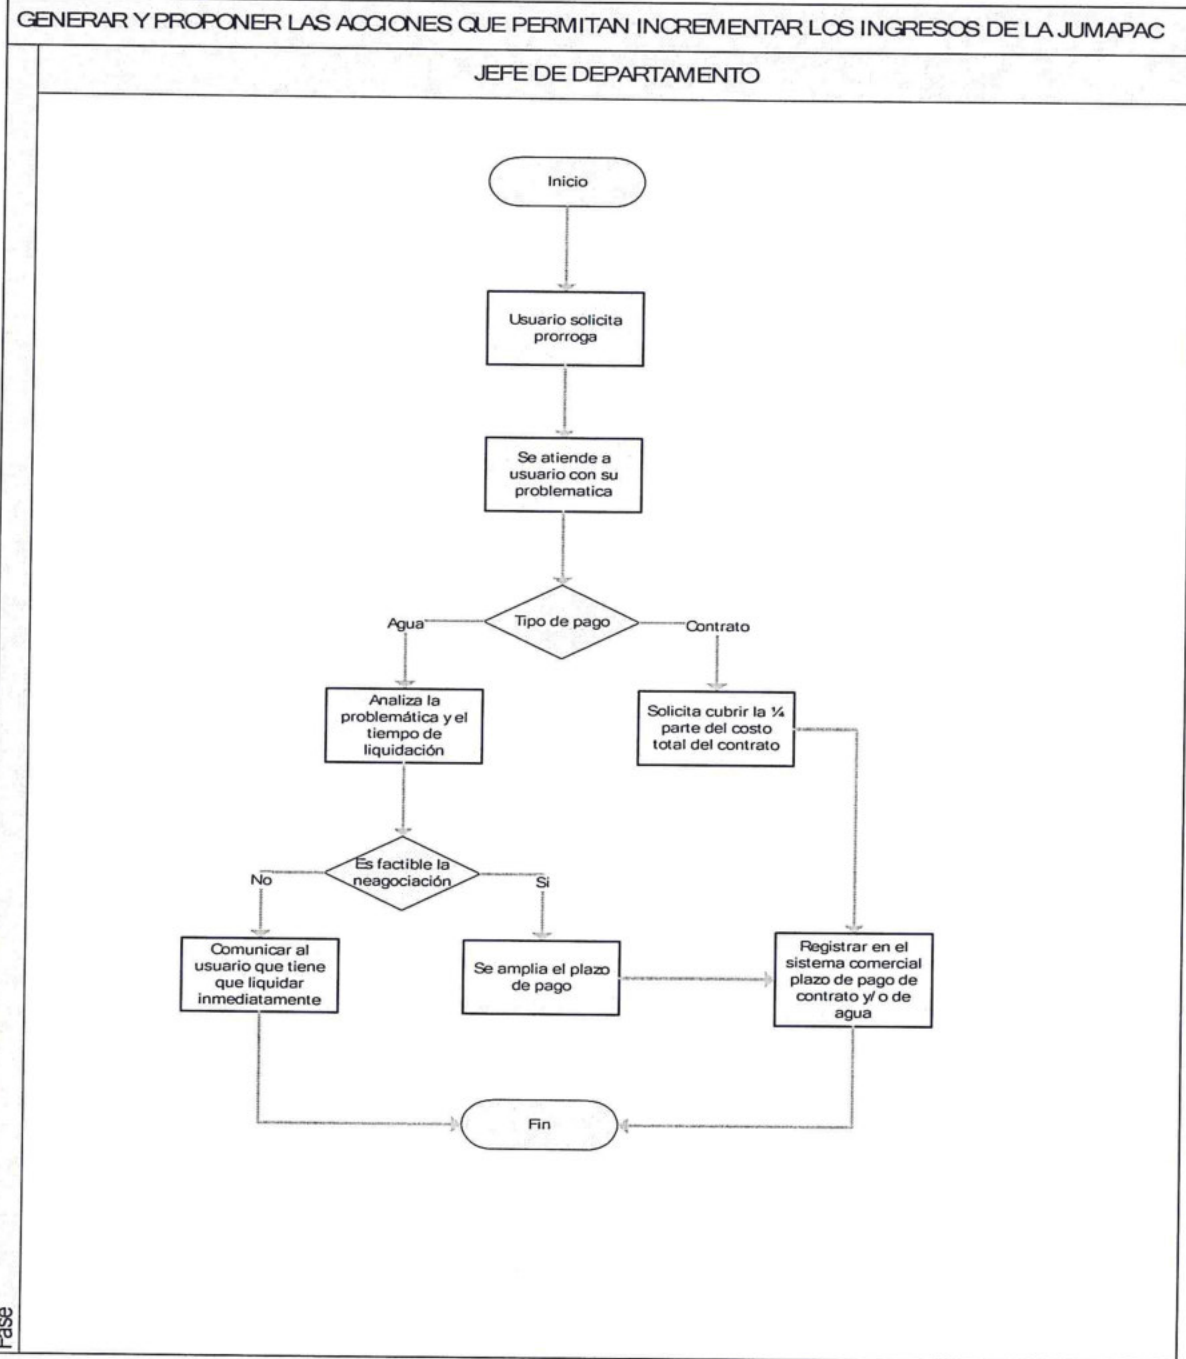 GENERAR Y PROPONER LAS ACCIONES QUE PERMITAN INCREMENTAR LOS INGRESOS DE LA JUMAPAC
JEFE DE DEPARTAMENTO
Inicio
Usuario solicita
prorroga
Se atiende a
usuario con su
problematica
Tipo de pago
Agua
Contrato
Analiza la
problemática y el
tiempo de
liquidación
Solicita cubrir la ¼
parte del costo
total del contrato
Es factible la
neagociación
No
Si
Comunicar al
usuario que tiene
que liquidar
inmediatamente
Se amplia el plazo
de pago
Registrar en el
sistema comercial
plazo de pago de
contrato y/o de
agua
Fin
Fase